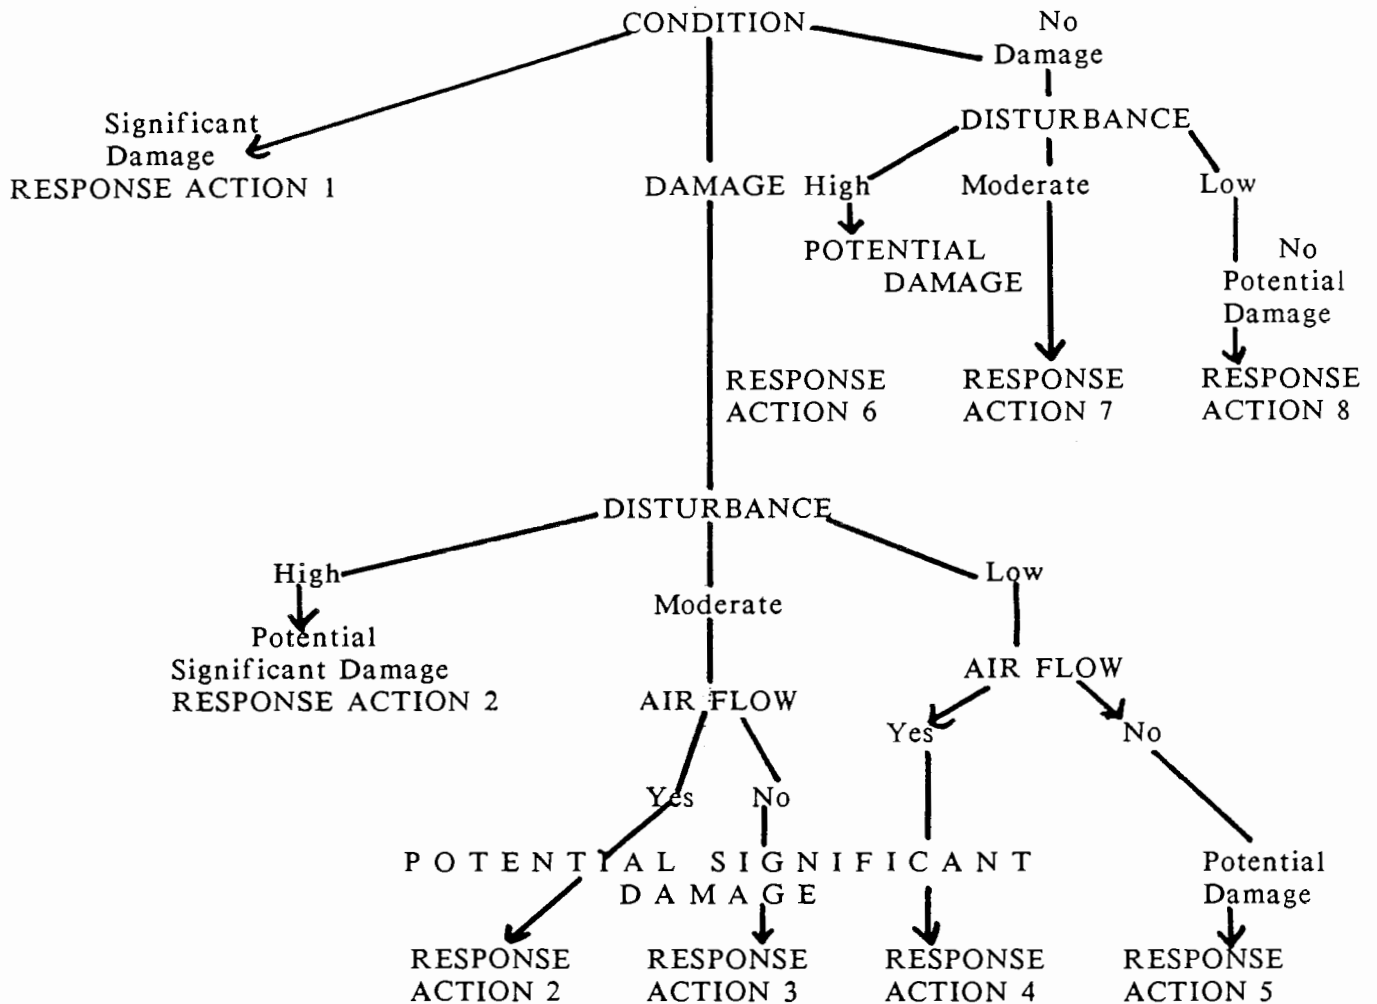 CONDITION
No
Damage
Significant
Damage
RESPONSE ACTION 1
DISTURBANCE
DAMAGE
High
Moderate
Low
POTENTIAL
DAMAGE
No
Potential
Damage
RESPONSE
ACTION 6
RESPONSE
ACTION 7
RESPONSE
ACTION 8
DISTURBANCE
High
Moderate
Low
Potential
Significant Damage
RESPONSE ACTION 2
AIR FLOW
AIR FLOW
Yes
No
Yes
No
POTENTIAL SIGNIFICANT
DAMAGE
Potential
Damage
RESPONSE
ACTION 2
RESPONSE
ACTION 3
RESPONSE
ACTION 4
RESPONSE
ACTION 5